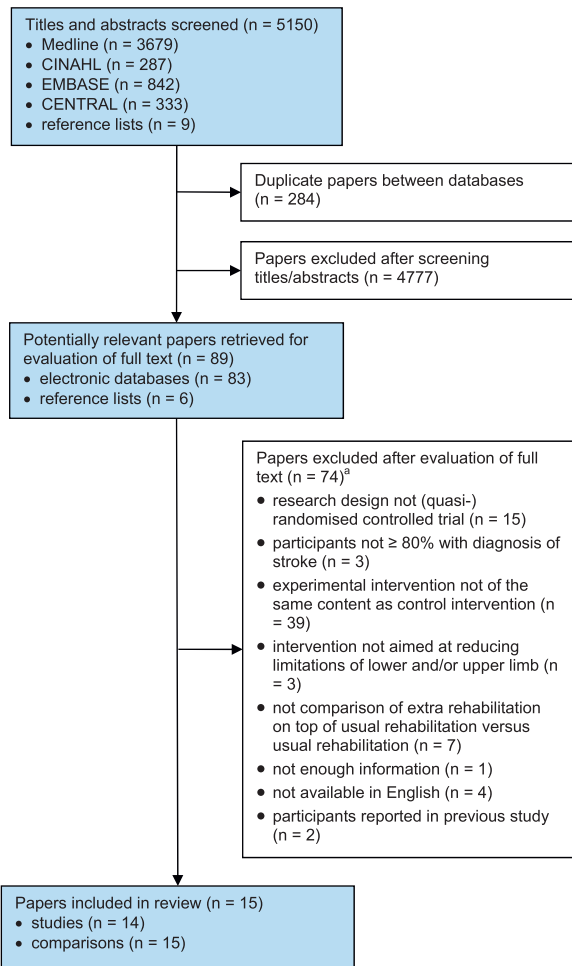 Titles and abstracts screened (n = 5150)
• Medline (n = 3679)
• CINAHL (n = 287)
• EMBASE (n = 842)
• CENTRAL (n = 333)
• reference lists (n = 9)
Duplicate papers between databases
(n = 284)
Papers excluded after screening
titles/abstracts (n = 4777)
Potentially relevant papers retrieved for
evaluation of full text (n = 89)
• electronic databases (n = 83)
• reference lists (n = 6)
Papers excluded after evaluation of full
text (n = 74)a
• research design not (quasi-)
randomised controlled trial (n = 15)
• participants not ≥ 80% with diagnosis of
stroke (n = 3)
• experimental intervention not of the
same content as control intervention (n
= 39)
• intervention not aimed at reducing
limitations of lower and/or upper limb (n
= 3)
• not comparison of extra rehabilitation
on top of usual rehabilitation versus
usual rehabilitation (n = 7)
• not enough information (n = 1)
• not available in English (n = 4)
• participants reported in previous study
(n = 2)
Papers included in review (n = 15)
• studies (n = 14)
• comparisons (n = 15)